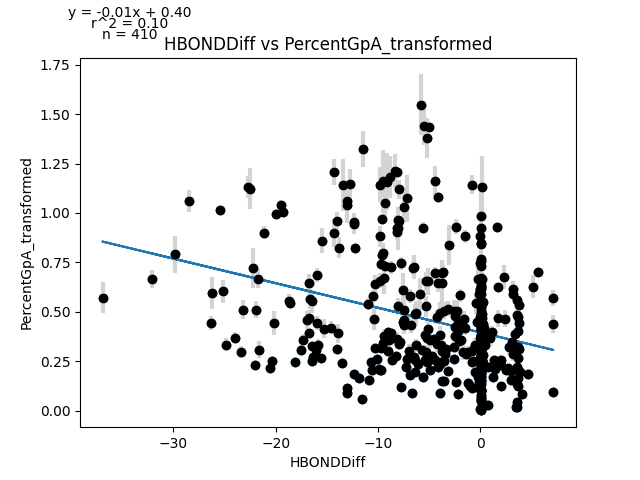 y = -0.01x + 0.40
r^2 = 0.10
n = 410
HBONDDiff vs PercentGpA_transformed
1.75
1.50
1.25
1.00
0.75
0.50
0.25
0.00
PercentGpA_transformed
−30
−20
−10
0
HBONDDiff